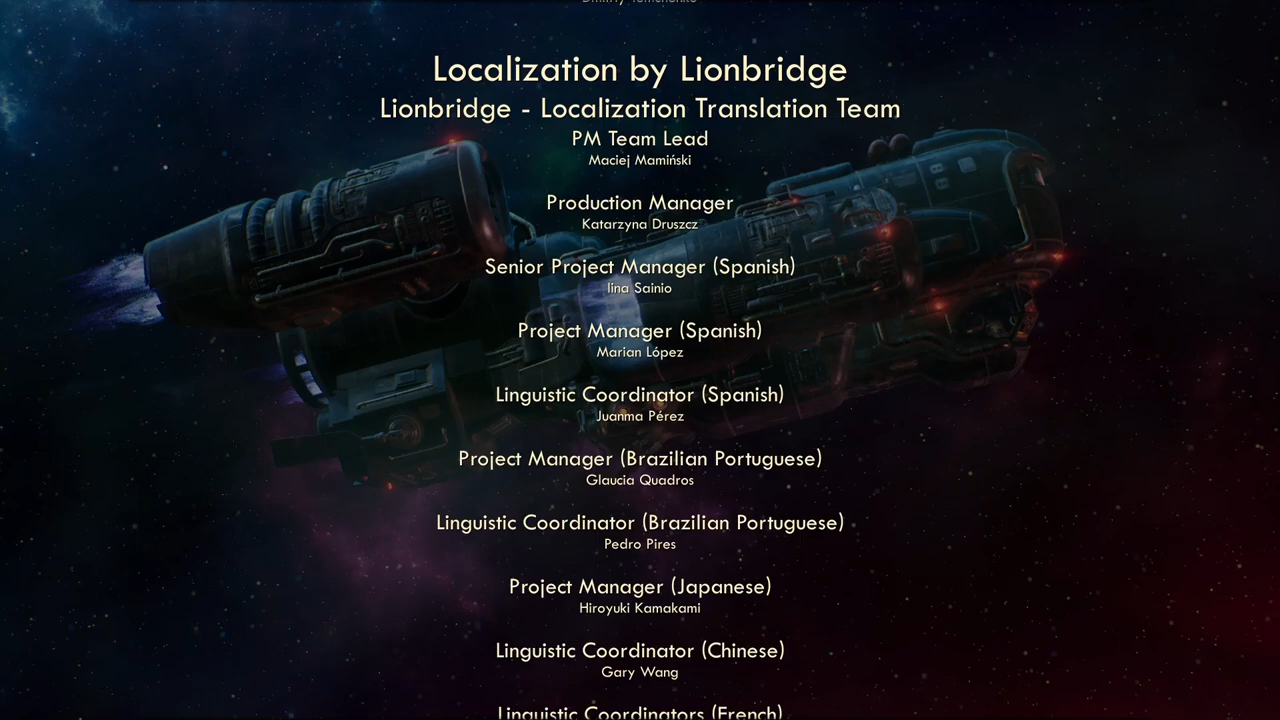 Localization by Lionbridge
Lionbridge - Localization Translation Team
PM Team Lead
Maciej Mamiński
Production Manager
Katarzyna Druszcz
Senior Project Manager (Spanish)
Iina Sainio
Project Manager (Spanish)
Marian López
Linguistic Coordinator (Spanish)
Juanma Pérez
Project Manager (Brazilian Portuguese)
Glaucia Quadros
Linguistic Coordinator (Brazilian Portuguese)
Pedro Pires
Project Manager (Japanese)
Hiroyuki Kamakami
Linguistic Coordinator (Chinese)
Gary Wang
Linguistic Coordinators (French)